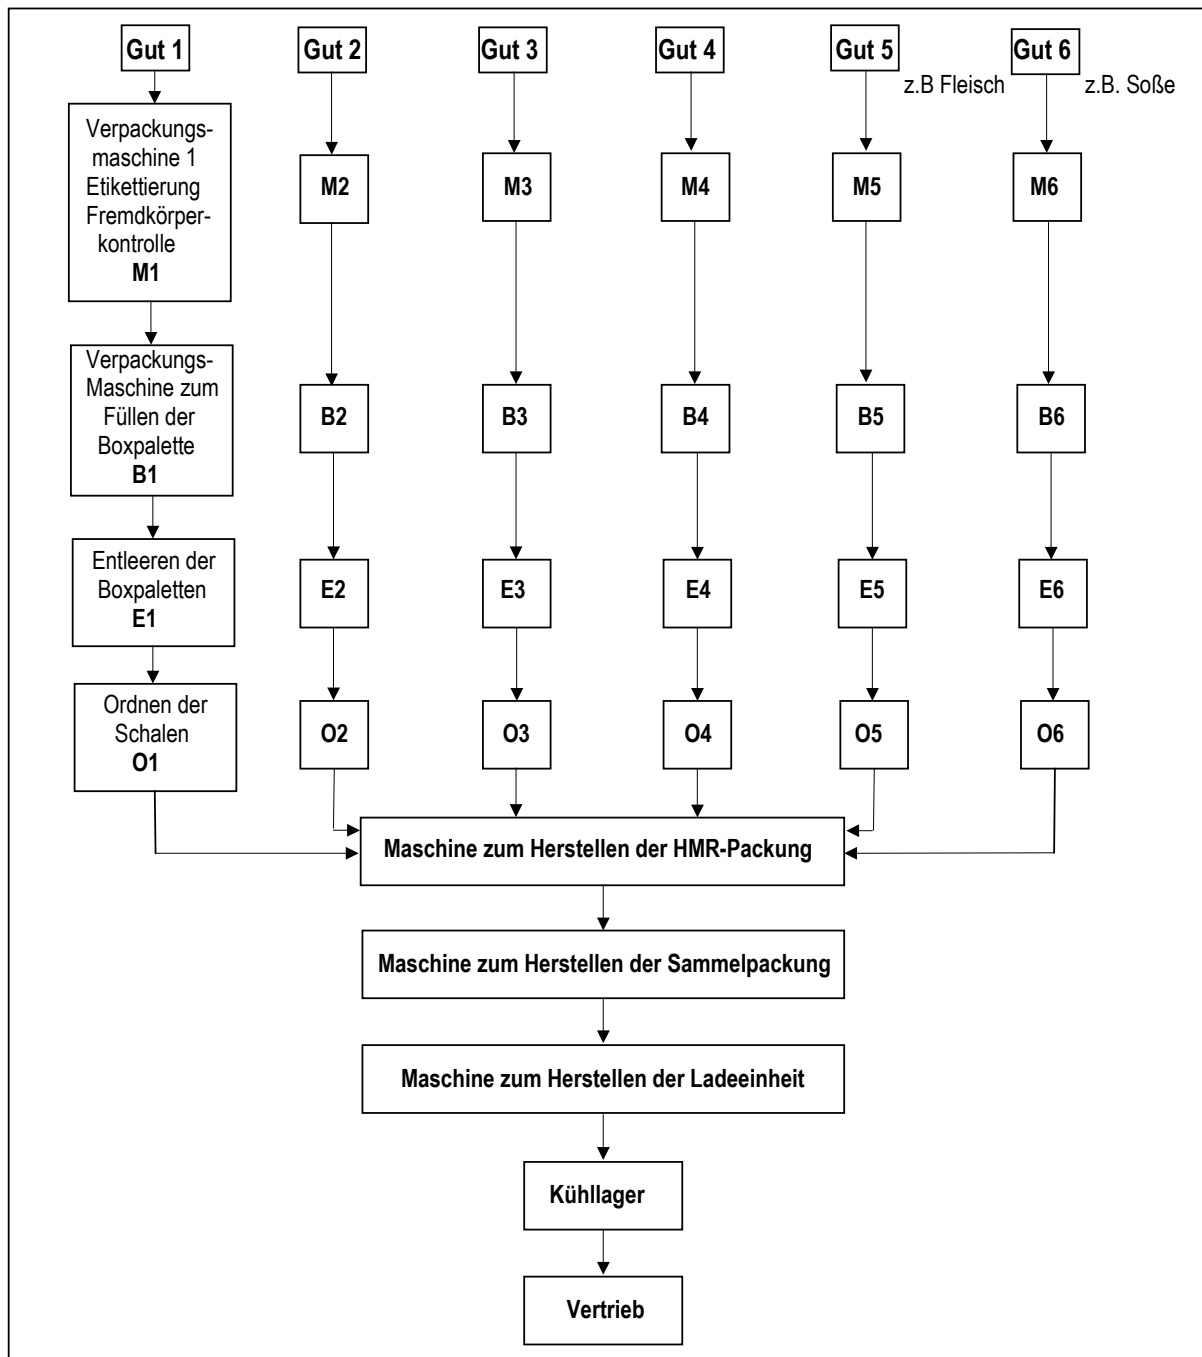 Gut 1
Gut 2
Gut 3
Gut 4
Gut 5
Gut 6
z.B Fleisch
z.B. Soße
Verpackungs-
maschine 1
Etikettierung
Fremdkörper-
kontrolle
M1
M2
M3
M4
M5
M6
Verpackungs-
Maschine zum
Füllen der
Boxpalette
B1
B2
B3
B4
B5
B6
Entleeren der
Boxpaletten
E1
E2
E3
E4
E5
E6
Ordnen der
Schalen
O1
O2
O3
O4
O5
O6
Maschine zum Herstellen der HMR-Packung
Maschine zum Herstellen der Sammelpackung
Maschine zum Herstellen der Ladeeinheit
Kühllager
Vertrieb